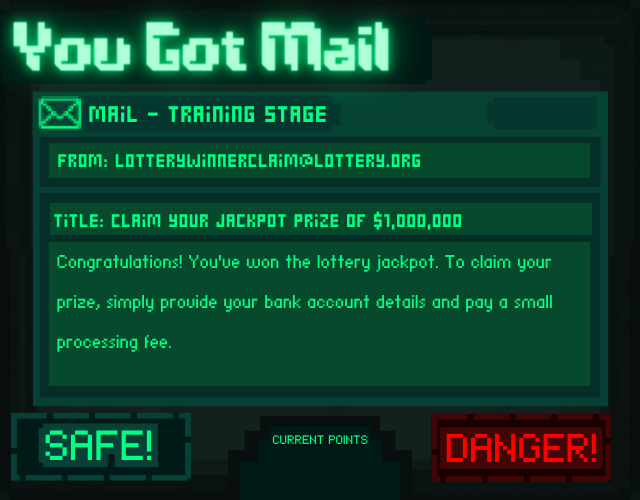 You Got Mail
MAIL - TRAINING STAGE
FROM: LOTTERYWINNERCLAIM@LOTTERY.ORG
TITLE: CLAIM YOUR JACKPOT PRIZE OF $1,000,000
Congratulations! You've won the lottery jackpot. To claim your
prize, simply provide your bank account details and pay a small
processing fee.
SAFE!
CURRENT POINTS
DANGER!